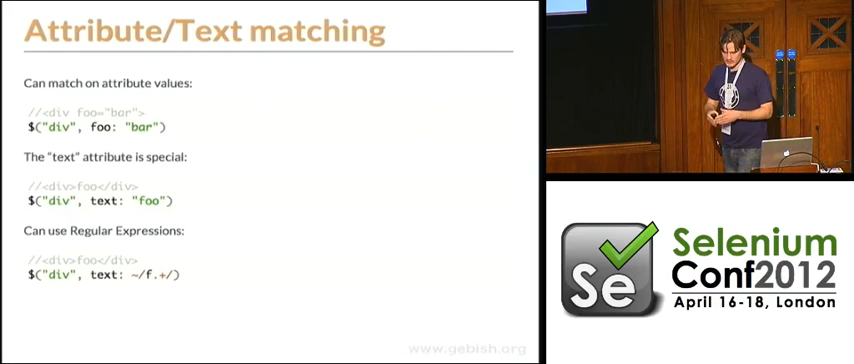 Attribute/Text matching
Can match on attribute values:
//<div foo="bar">
$("div", foo: "bar")
The "text" attribute is special:
//<div>foo</div>
$("div", text: "foo")
Can use Regular Expressions:
//<div>foo</div>
$("div", text: ~/f.+/)
www.gebish.org
Se
Selenium
Conf2012
April 16-18, London